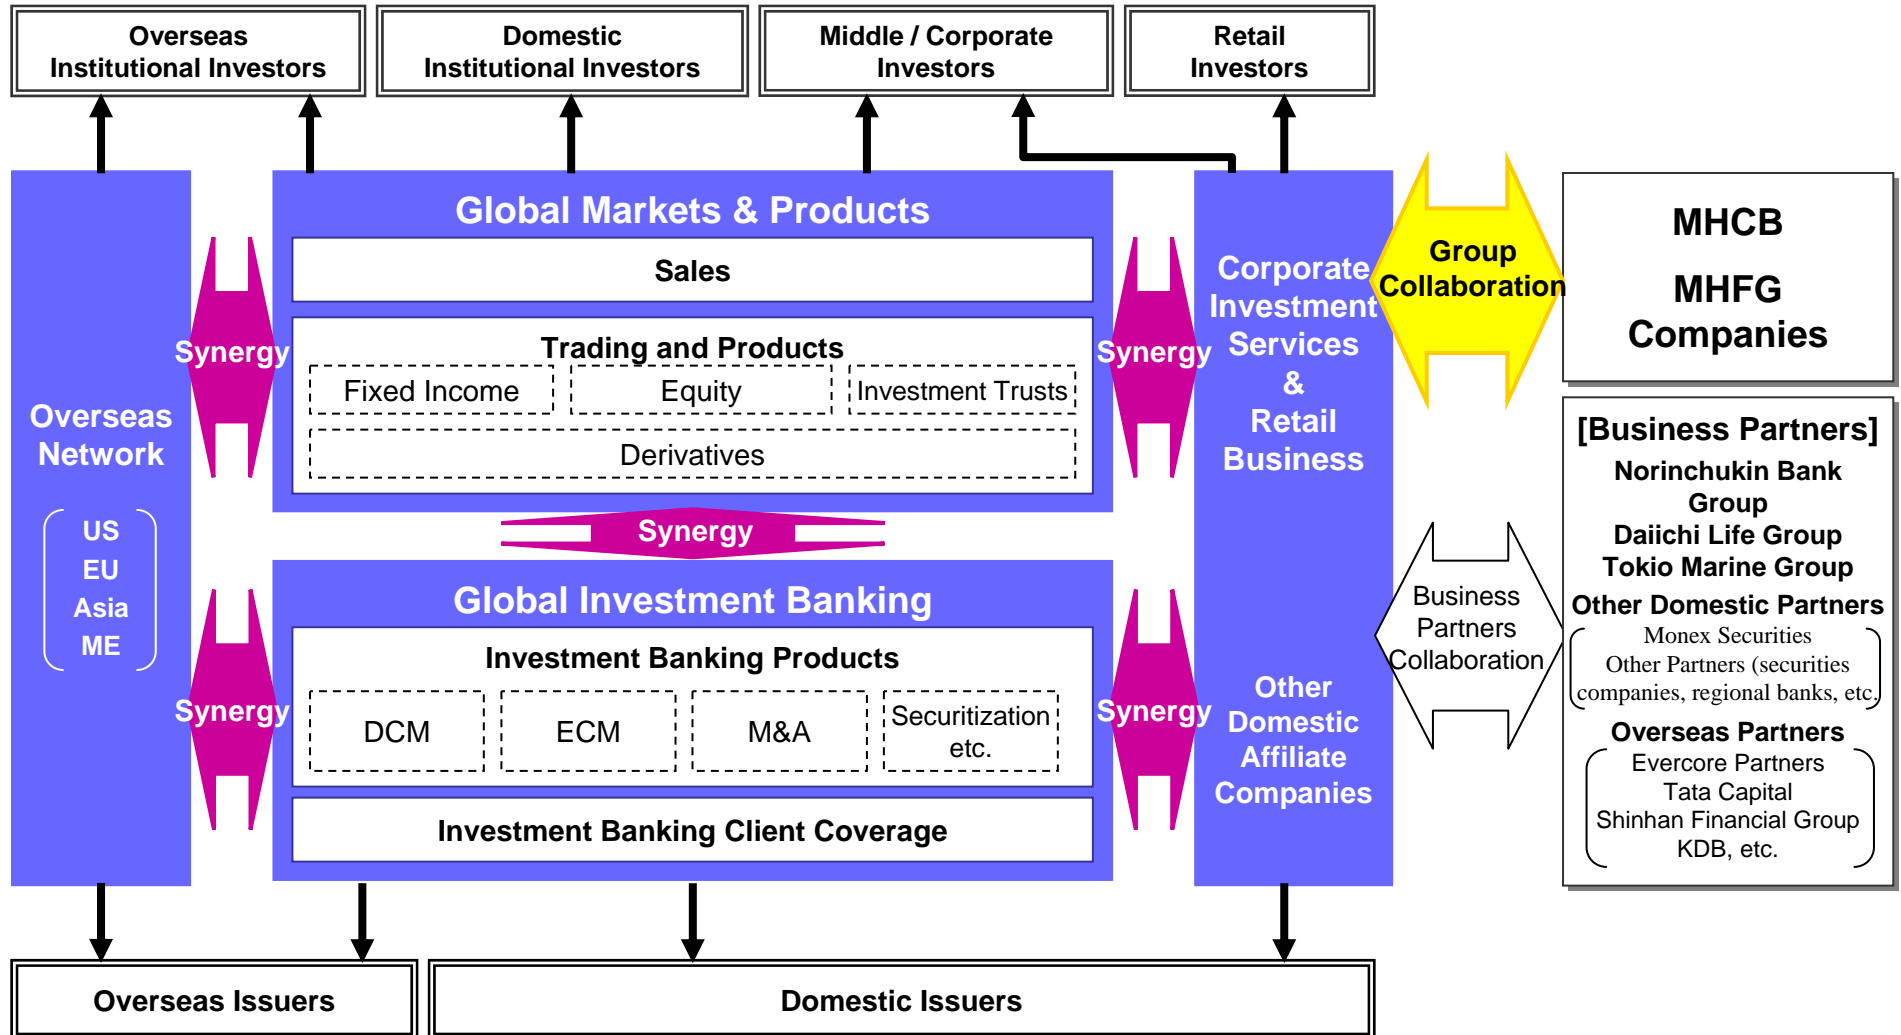 Overseas
Institutional Investors
Domestic
Institutional Investors
Middle / Corporate
Investors
Retail
Investors
Overseas
Network
US
EU
Asia
ME
Synergy
Synergy
Global Markets & Products
Sales
Trading and Products
Fixed Income
Equity
Investment Trusts
Derivatives
Synergy
Global Investment Banking
Investment Banking Products
DCM
ECM
M&A
Securitization
etc.
Investment Banking Client Coverage
Synergy
Synergy
Corporate
Investment
Services
&
Retail
Business
Other
Domestic
Affiliate
Companies
Group
Collaboration
Business
Partners
Collaboration
MHCB
MHFG
Companies
[Business Partners]
Norinchukin Bank
Group
Daiichi Life Group
Tokio Marine Group
Other Domestic Partners
Monex Securities
Other Partners (securities
companies, regional banks, etc.
Overseas Partners
Evercore Partners
Tata Capital
Shinhan Financial Group
KDB, etc.
Overseas Issuers
Domestic Issuers